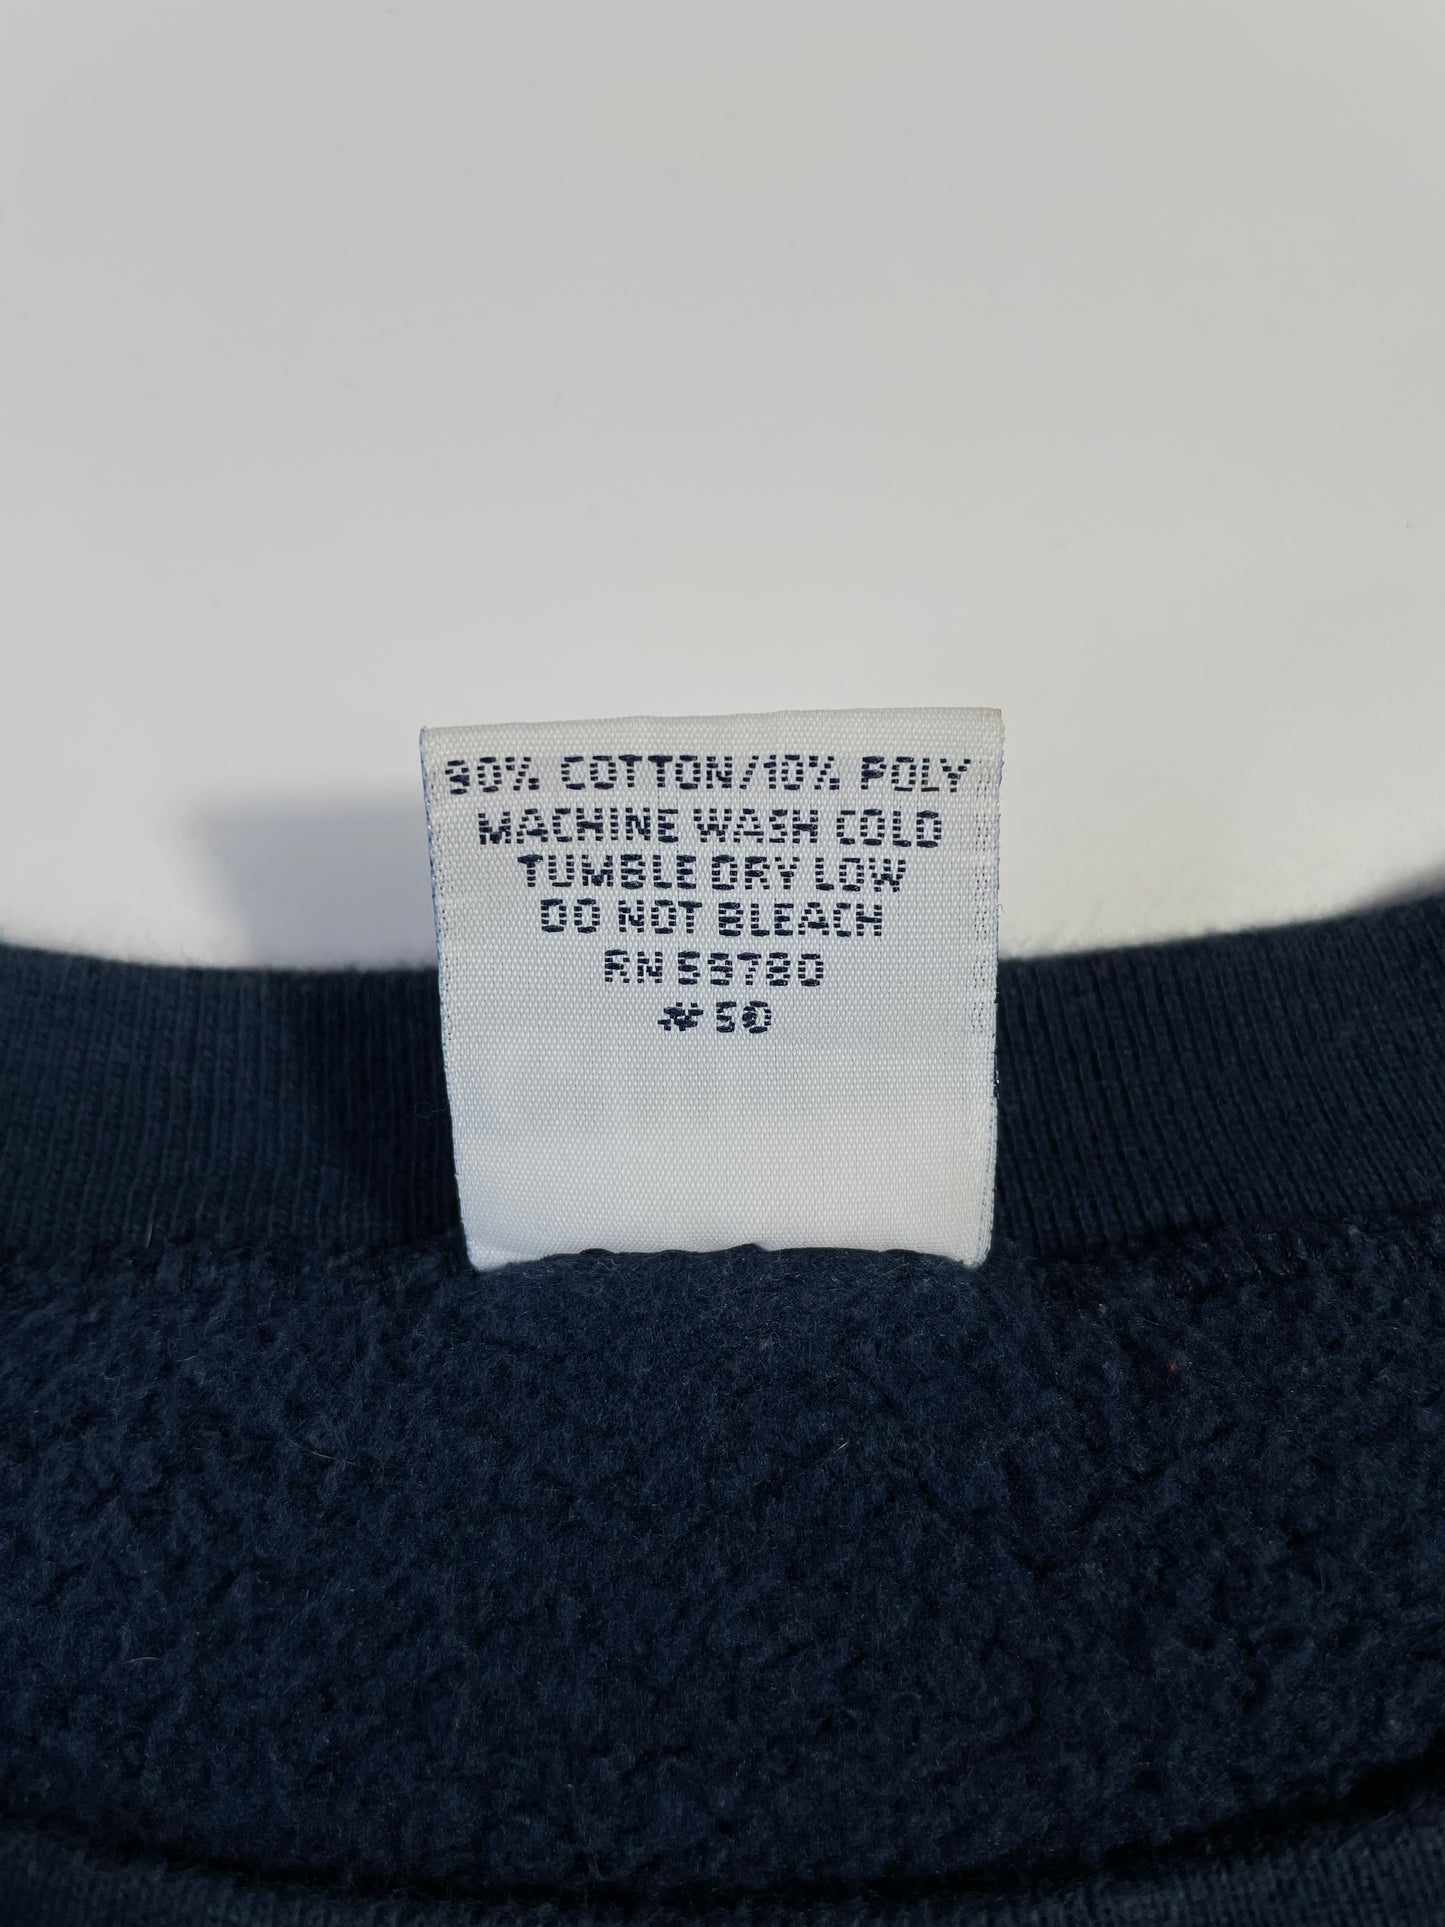 90% COTTON/10% POLY
MACHINE WASH COLD
TUMBLE DRY LOW
DO NOT BLEACH
RN 59780
# 50